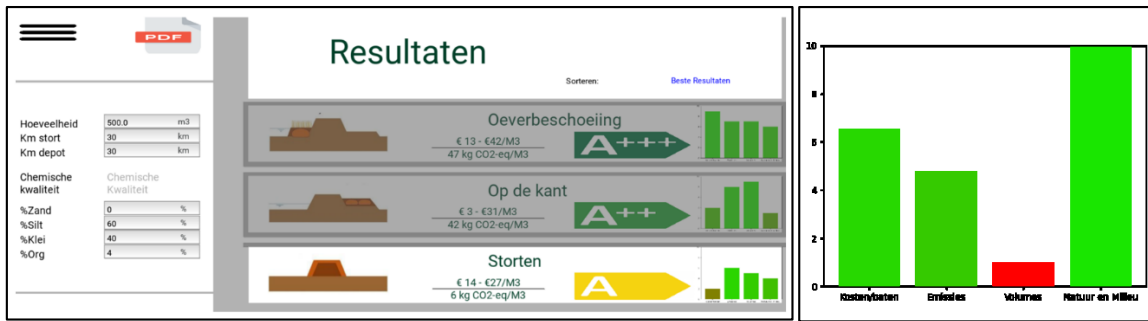 PDF
Resultaten
Sorteren: Beste Resultaten
Hoeveelheid 500.0 m3
Km stort 30 km
Km depot 30 km
Chemische kwaliteit Chemische Kwaliteit
%Zand 0 %
%Silt 60 %
%Klei 40 %
%Org 4 %
Oeverbeschoeiing
€ 13 - €42/M3
47 kg CO2-eq/M3
A+++
Op de kant
€ 3 - €31/M3
42 kg CO2-eq/M3
A++
Storten
€ 14 - €27/M3
6 kg CO2-eq/M3
A
10
8
6
4
2
0
Kosten/baten Emissies Volumes Natuur en Milieu